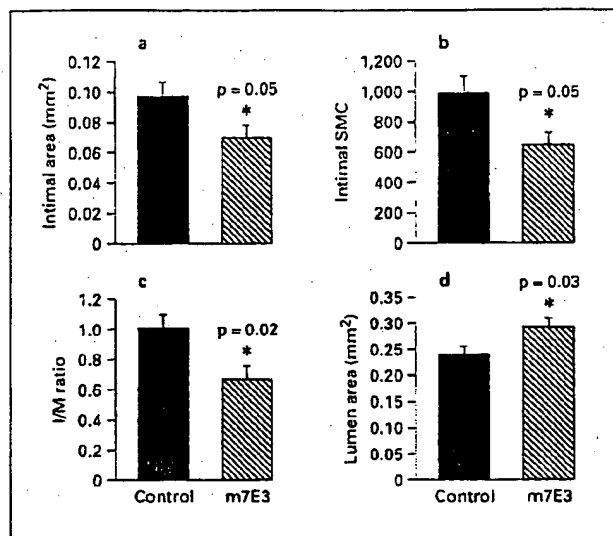 a
Intimal area (mm²)
0.12
0.10
0.08
0.06
0.04
0.02
0
p = 0.05
*
b
Intimal SMC
1,200
1,000
800
600
400
200
0
p = 0.05
*
c
I/M ratio
1.2
1.0
0.8
0.6
0.4
0.2
0
p = 0.02
*
Control
m7E3
d
Lumen area (mm²)
0.35
0.30
0.25
0.20
0.15
0.10
0.05
0
p = 0.03
*
Control
m7E3